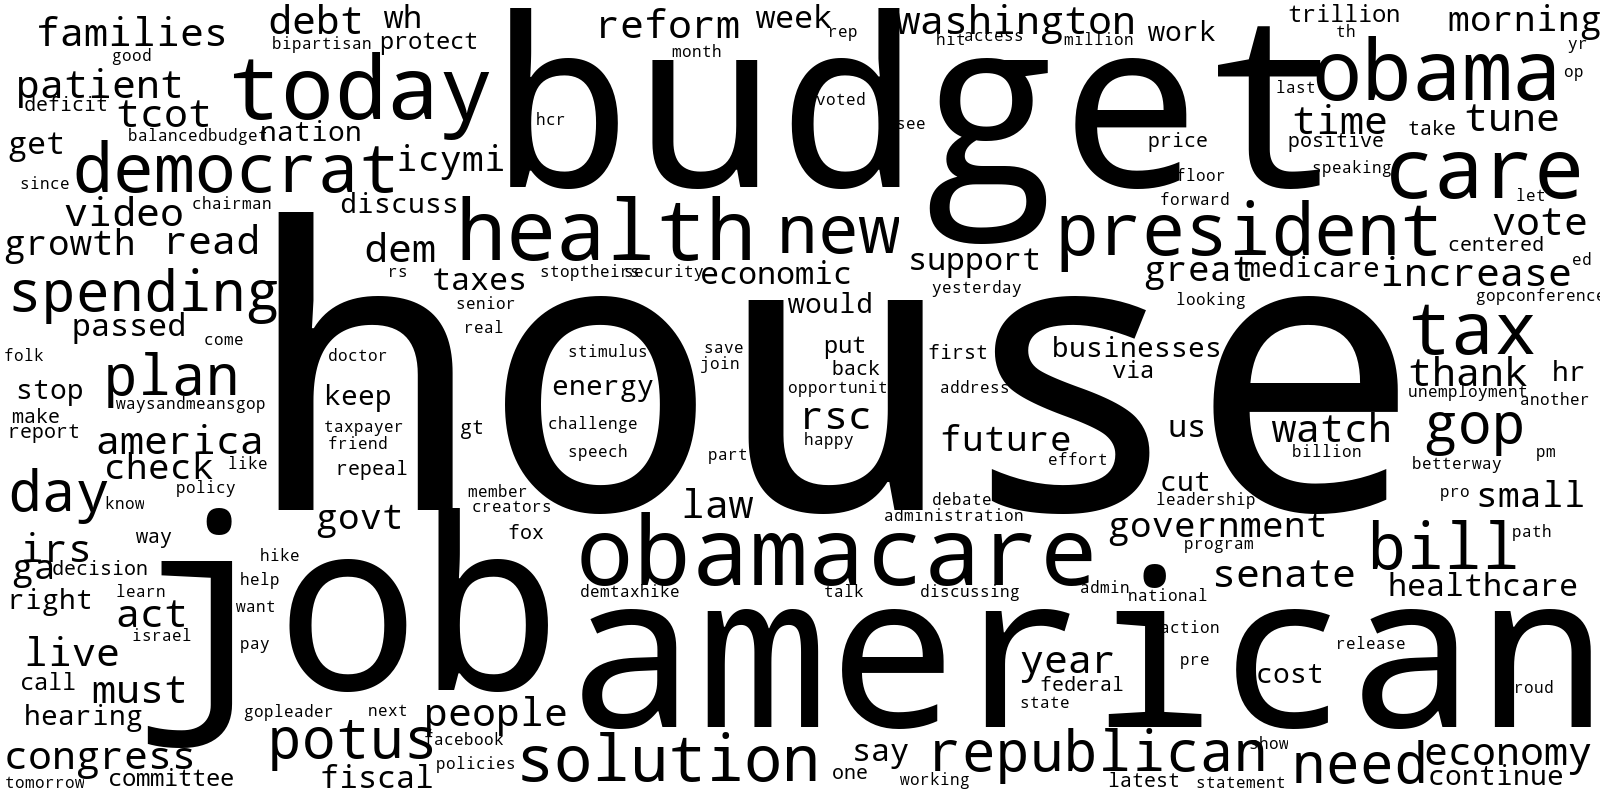 families debt wh reform week rep washington trillion morning
bipartisan protect hit access million work th
good month yr
patient today budget obama op
deficit tcot voted last
balancedbudget nation hcr see time take tune
get price positive
democrat icymi speaking care
since floor
video chairman discuss forward let
growth read dem health new president vote
centered
rs taxes stoptheirs security economic support great medicare increase ed
spending senior yesterday looking gopconference
passed real would tax
come
folk doctor stimulus save put first businesses
plan join back via thank hr
stop keep energy opportunit address unemployment
waysandmeansgop another
make rsc
report taxpayer gt challenge happy future us watch gop
america friend
check like repeal speech part effort billion pm
betterway
day know policy member law debate cut pro small
creators leadership
govt fox administration government
way house bill path
irs hike obamacare program
ga decision help senate
right learn want demtaxhike talk discussing admin national healthcare
act job american
israel pay action
live year pre release
call must federal cost
hearing state roud
gopleader next people
potus facebook say republican show economy
congress policies solution one need continue
tomorrow committee fiscal working latest statement